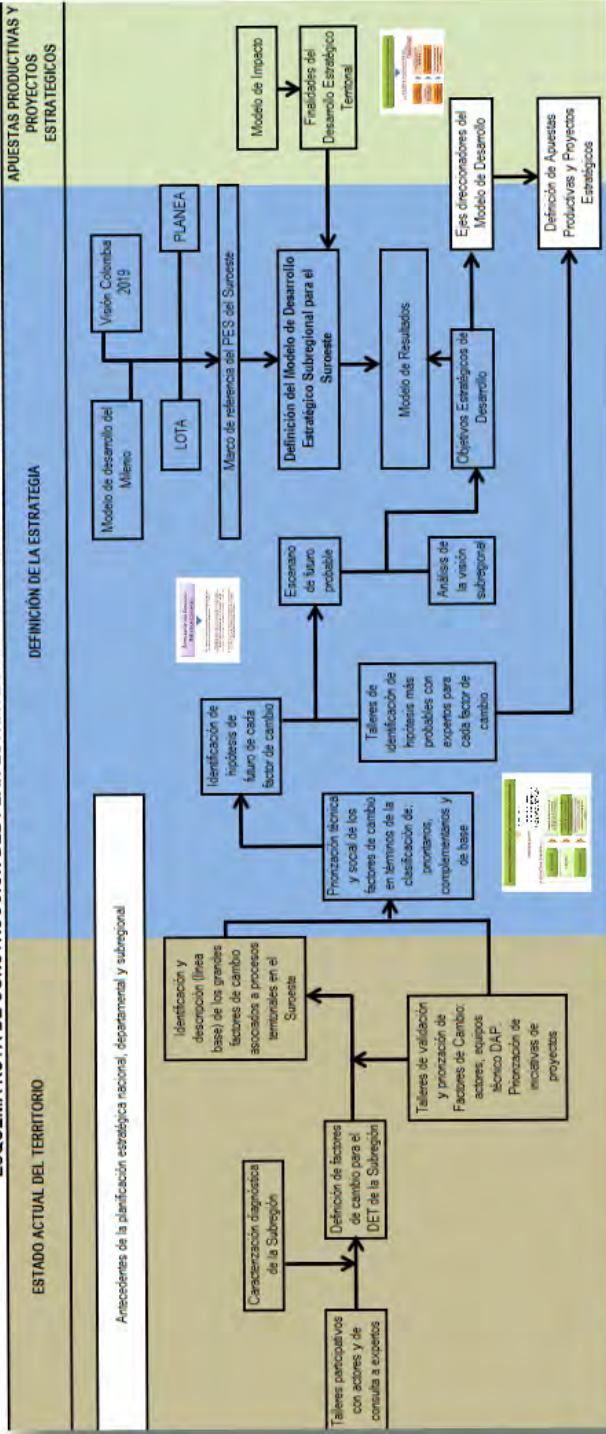 ESTADO ACTUAL DEL TERRITORIO
DEFINICIÓN DE LA ESTRATEGIA
APUESTAS PRODUCTIVAS Y
PROYECTOS
ESTRATEGICOS
Antecedentes de la planificación estratégica nacional, departamental y subregional
Talleres participativos
con actores y de
consulta a expertos
Caracterización diagnóstica
de la Subregión
Definición de factores
de cambio para el
DET de la Subregión
Identificación y
descripción (línea
base) de los grandes
factores de cambio
asociados a procesos
territoriales en el
Suroeste
Talleres de validación
y priorización de
Factores de Cambio:
actores, equipos
técnico DAP.
Priorización de
iniciativas de
proyectos
Priorización técnica
y social de los
factores de cambio
en términos de la
clasificación de:
prioritarios,
complementarios y
de base
Identificación de
hipótesis de
futuro de cada
factor de cambio
Talleres de
identificación de
hipótesis más
probables con
expertos para
cada factor de
cambio
Escenario
de futuro
probable
Análisis de
la visión
subregional
Modelo de desarrollo del
Milenio
Visión Colombia
2019
LOTA
PLANEA
Marco de referencia del PES del Suroeste
Definición del Modelo de Desarrollo
Estratégico Subregional para el
Suroeste
Modelo de Resultados
Objetivos Estratégicos de
Desarrollo
Modelo de Impacto
Finalidades del
Desarrollo Estratégico
Territorial
Ejes direccionadores del
Modelo de Desarrollo
Definición de Apuestas
Productivas y Proyectos
Estratégicos